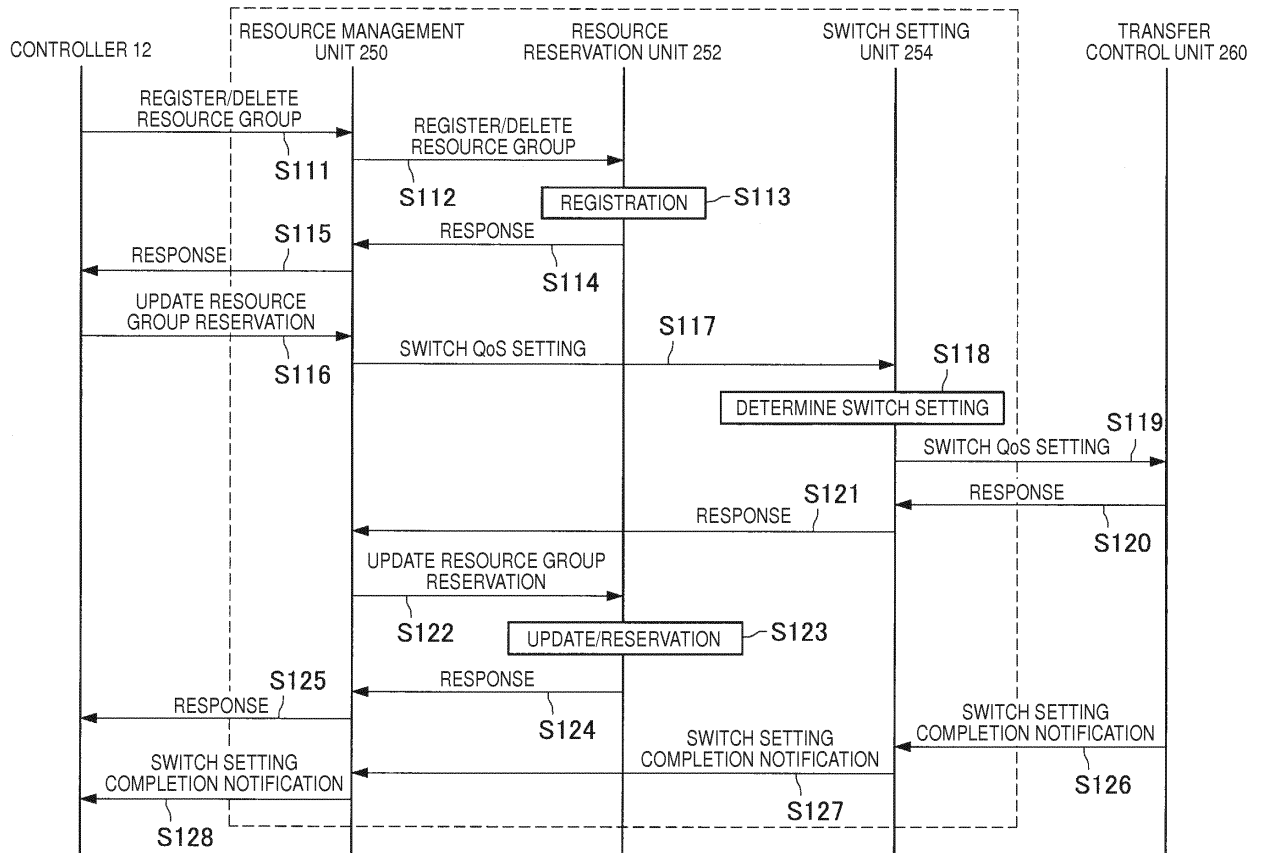 CONTROLLER 12
RESOURCE MANAGEMENT
UNIT 250
RESOURCE
RESERVATION UNIT 252
SWITCH SETTING
UNIT 254
TRANSFER
CONTROL UNIT 260
REGISTER/DELETE
RESOURCE GROUP
S111
REGISTER/DELETE
RESOURCE GROUP
S112
REGISTRATION
S113
RESPONSE
S114
RESPONSE
S115
UPDATE RESOURCE
GROUP RESERVATION
S116
SWITCH QoS SETTING
S117
S118
DETERMINE SWITCH SETTING
SWITCH QoS SETTING
S119
RESPONSE
S120
RESPONSE
S121
UPDATE RESOURCE GROUP
RESERVATION
S122
UPDATE/RESERVATION
S123
RESPONSE
S124
RESPONSE
S125
SWITCH SETTING
COMPLETION NOTIFICATION
S126
SWITCH SETTING
COMPLETION NOTIFICATION
S127
SWITCH SETTING
COMPLETION NOTIFICATION
S128